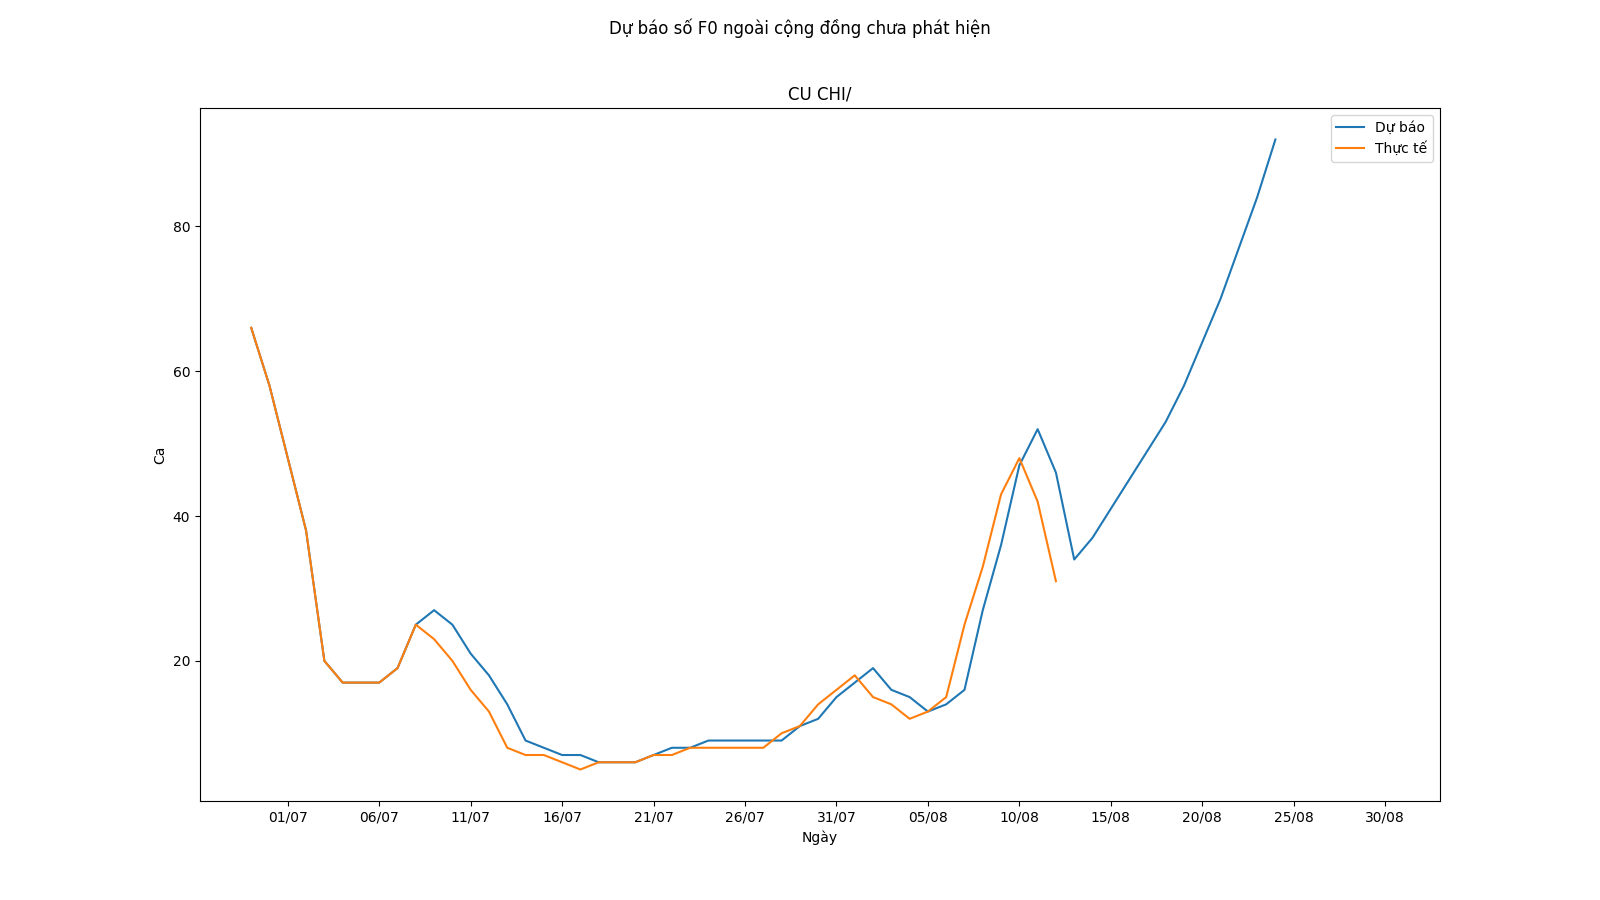 Dự báo số F0 ngoài cộng đồng chưa phát hiện
CU CHI/
Dự báo
Thực tế
80
60
40
20
Ca
01/07 06/07 11/07 16/07 21/07 26/07 31/07 05/08 10/08 15/08 20/08 25/08 30/08
Ngày